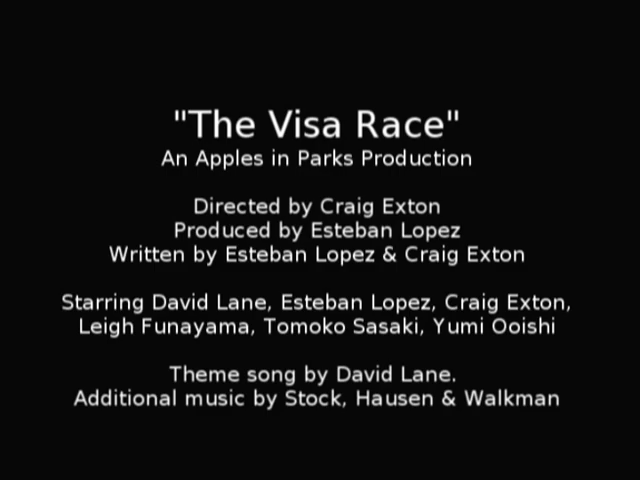 "The Visa Race"
An Apples in Parks Production
Directed by Craig Exton
Produced by Esteban Lopez
Written by Esteban Lopez & Craig Exton
Starring David Lane, Esteban Lopez, Craig Exton,
Leigh Funayama, Tomoko Sasaki, Yumi Ooishi
Theme song by David Lane.
Additional music by Stock, Hausen & Walkman